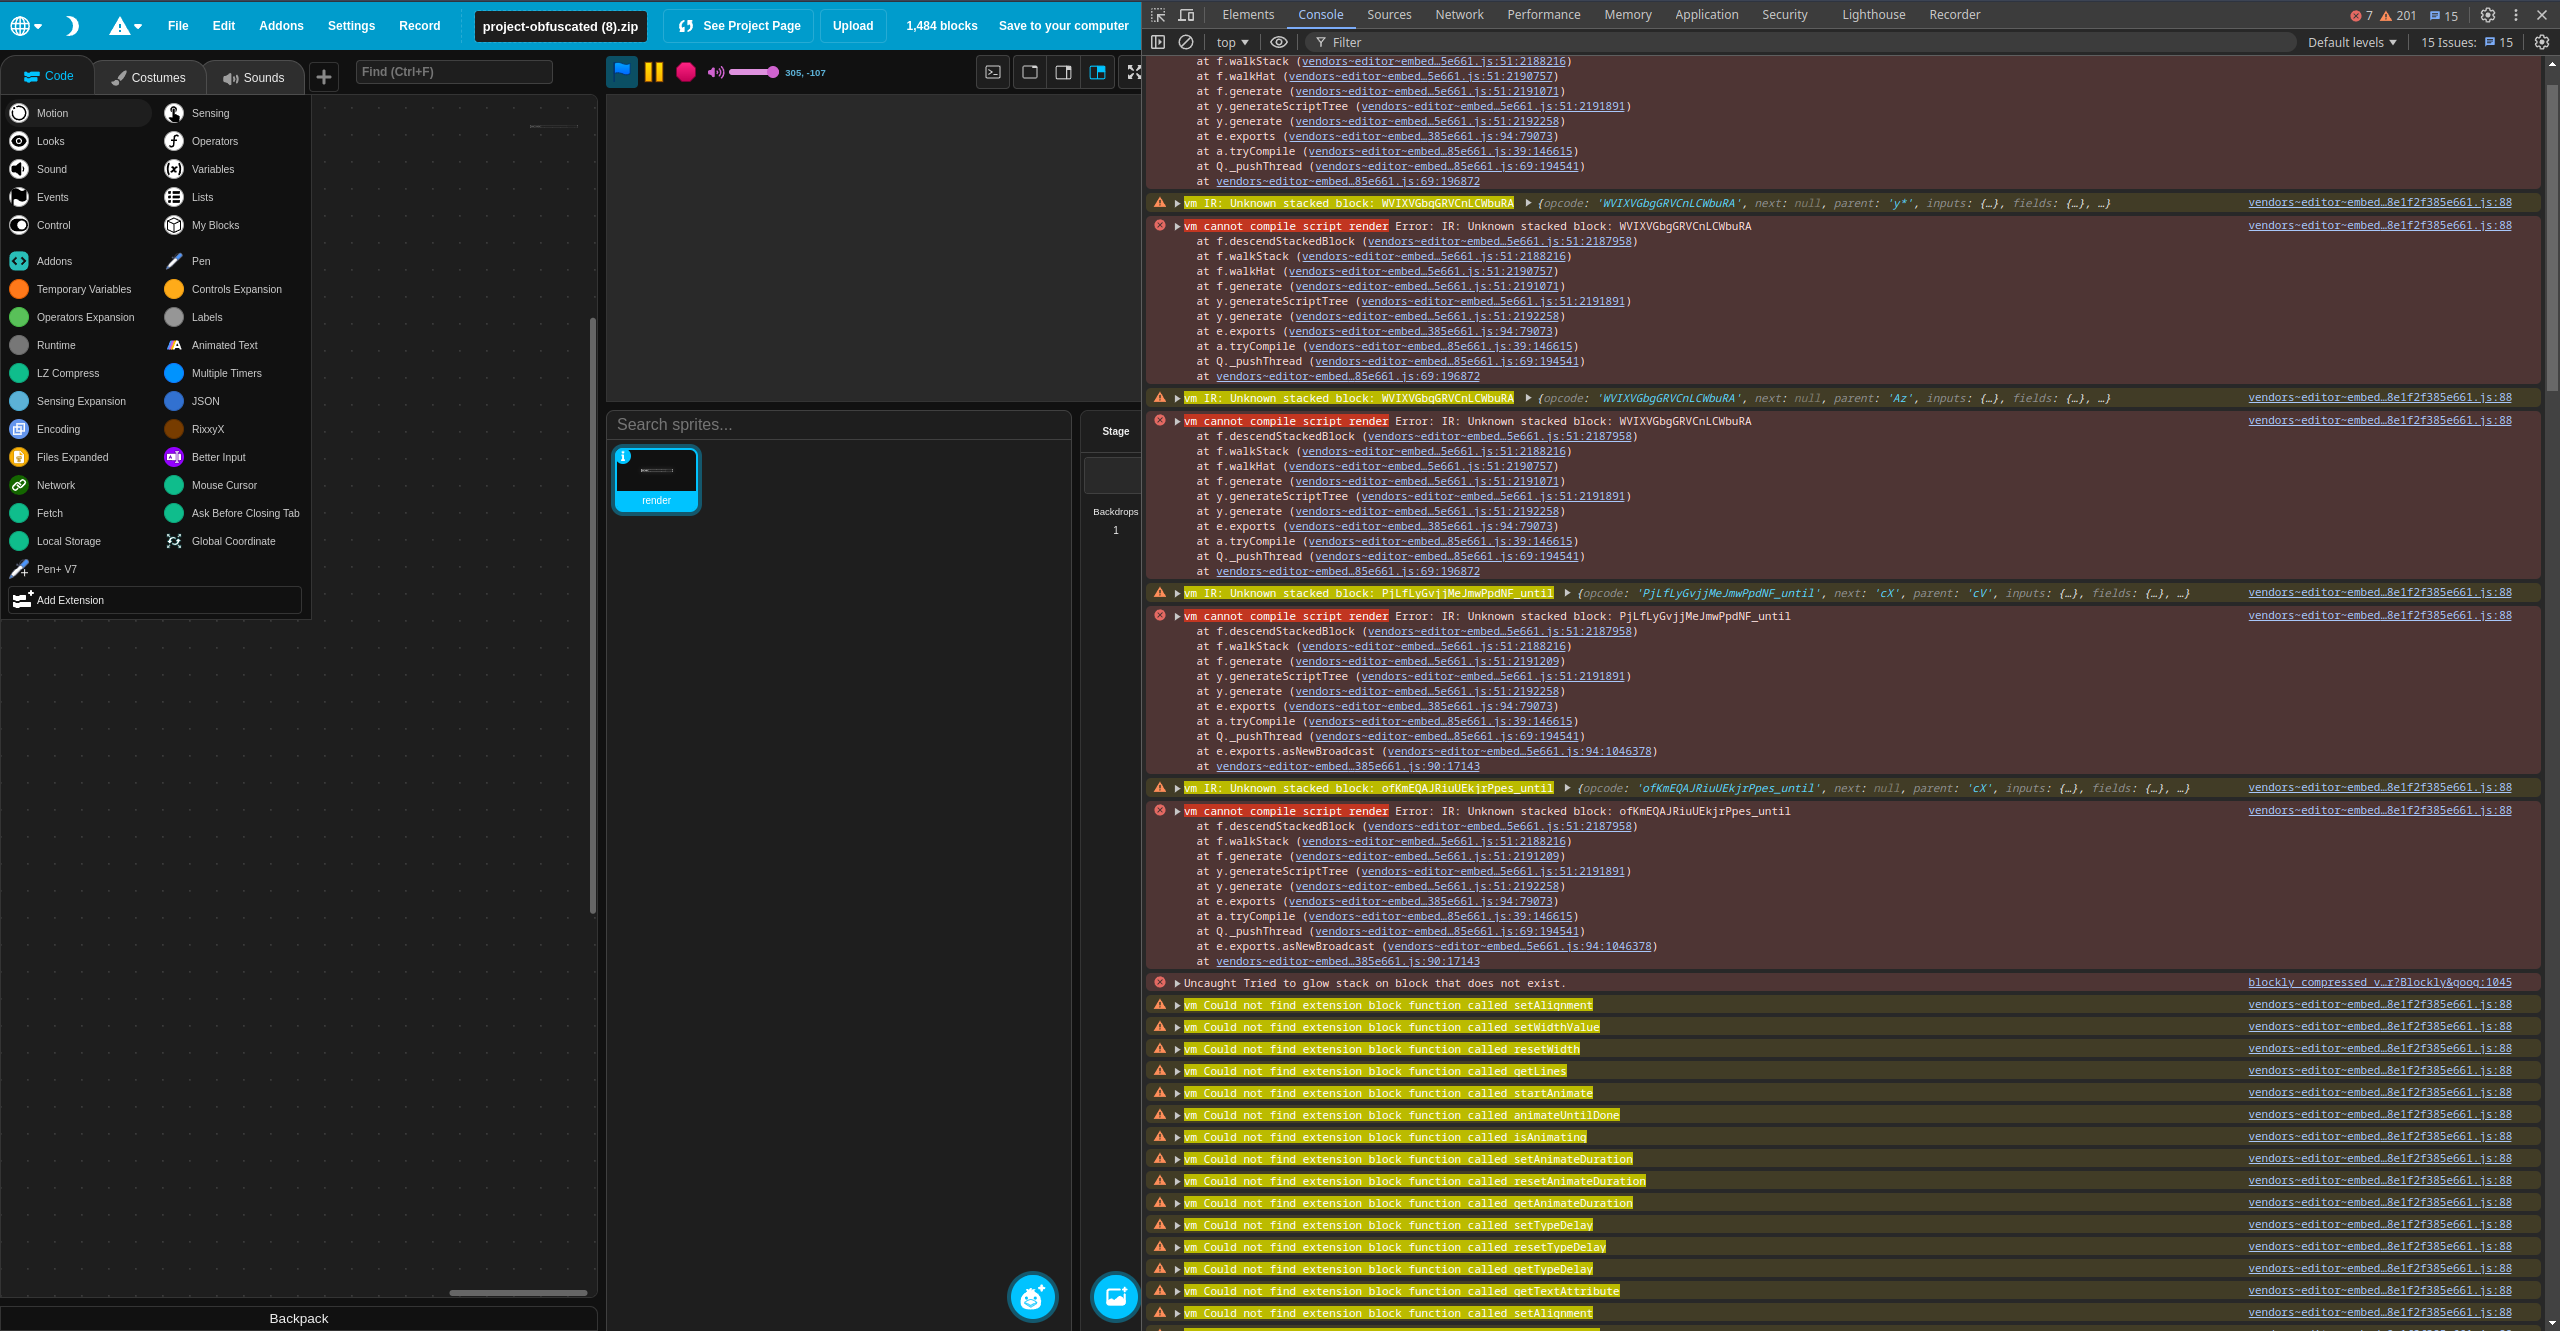 File Edit Addons Settings Record project-obfuscated (8).zip See Project Page Upload 1,484 blocks Save to your computer
Code Costumes Sounds Find (Ctrl+F) 305, -107
Motion Sensing
Looks Operators
Sound Variables
Events Lists
Control My Blocks
Addons Pen
Temporary Variables Controls Expansion
Operators Expansion Labels
Runtime Animated Text
LZ Compress Multiple Timers
Sensing Expansion JSON
Encoding RixxyX
Files Expanded Better Input
Network Mouse Cursor
Fetch Ask Before Closing Tab
Local Storage Global Coordinate
Pen+ V7
Add Extension
Backpack
Search sprites...
render
Stage
Backdrops
1
Elements Console Sources Network Performance Memory Application Security Lighthouse Recorder 7 201 15
top Filter Default levels 15 Issues: 15
at f.walkStack (vendors~editor~embed…5e661.js:51:2188216)
at f.walkHat (vendors~editor~embed…5e661.js:51:2190757)
at f.generate (vendors~editor~embed…5e661.js:51:2191071)
at y.generateScriptTree (vendors~editor~embed…5e661.js:51:2191891)
at y.generate (vendors~editor~embed…5e661.js:51:2192258)
at e.exports (vendors~editor~embed…385e661.js:94:79073)
at a.tryCompile (vendors~editor~embed…85e661.js:39:146615)
at Q._pushThread (vendors~editor~embed…85e661.js:69:194541)
at vendors~editor~embed…85e661.js:69:196872
vm IR: Unknown stacked block: WVIXVGbgGRVCnLCWbuRA {opcode: 'WVIXVGbgGRVCnLCWbuRA', next: null, parent: 'y*', inputs: {…}, fields: {…}, …} vendors~editor~embed…8e1f2f385e661.js:88
vm cannot compile script render Error: IR: Unknown stacked block: WVIXVGbgGRVCnLCWbuRA vendors~editor~embed…8e1f2f385e661.js:88
at f.descendStackedBlock (vendors~editor~embed…5e661.js:51:2187958)
at f.walkStack (vendors~editor~embed…5e661.js:51:2188216)
at f.walkHat (vendors~editor~embed…5e661.js:51:2190757)
at f.generate (vendors~editor~embed…5e661.js:51:2191071)
at y.generateScriptTree (vendors~editor~embed…5e661.js:51:2191891)
at y.generate (vendors~editor~embed…5e661.js:51:2192258)
at e.exports (vendors~editor~embed…385e661.js:94:79073)
at a.tryCompile (vendors~editor~embed…85e661.js:39:146615)
at Q._pushThread (vendors~editor~embed…85e661.js:69:194541)
at vendors~editor~embed…85e661.js:69:196872
vm IR: Unknown stacked block: WVIXVGbgGRVCnLCWbuRA {opcode: 'WVIXVGbgGRVCnLCWbuRA', next: null, parent: 'Az', inputs: {…}, fields: {…}, …} vendors~editor~embed…8e1f2f385e661.js:88
vm cannot compile script render Error: IR: Unknown stacked block: WVIXVGbgGRVCnLCWbuRA vendors~editor~embed…8e1f2f385e661.js:88
at f.descendStackedBlock (vendors~editor~embed…5e661.js:51:2187958)
at f.walkStack (vendors~editor~embed…5e661.js:51:2188216)
at f.walkHat (vendors~editor~embed…5e661.js:51:2190757)
at f.generate (vendors~editor~embed…5e661.js:51:2191071)
at y.generateScriptTree (vendors~editor~embed…5e661.js:51:2191891)
at y.generate (vendors~editor~embed…5e661.js:51:2192258)
at e.exports (vendors~editor~embed…385e661.js:94:79073)
at a.tryCompile (vendors~editor~embed…85e661.js:39:146615)
at Q._pushThread (vendors~editor~embed…85e661.js:69:194541)
at vendors~editor~embed…85e661.js:69:196872
vm IR: Unknown stacked block: PjLfLyGvjjMeJmwPpdNF_until {opcode: 'PjLfLyGvjjMeJmwPpdNF_until', next: 'cX', parent: 'cV', inputs: {…}, fields: {…}, …} vendors~editor~embed…8e1f2f385e661.js:88
vm cannot compile script render Error: IR: Unknown stacked block: PjLfLyGvjjMeJmwPpdNF_until vendors~editor~embed…8e1f2f385e661.js:88
at f.descendStackedBlock (vendors~editor~embed…5e661.js:51:2187958)
at f.walkStack (vendors~editor~embed…5e661.js:51:2188216)
at f.generate (vendors~editor~embed…5e661.js:51:2191209)
at y.generateScriptTree (vendors~editor~embed…5e661.js:51:2191891)
at y.generate (vendors~editor~embed…5e661.js:51:2192258)
at e.exports (vendors~editor~embed…385e661.js:94:79073)
at a.tryCompile (vendors~editor~embed…85e661.js:39:146615)
at Q._pushThread (vendors~editor~embed…85e661.js:69:194541)
at e.exports.asNewBroadcast (vendors~editor~embed…5e661.js:94:1046378)
at vendors~editor~embed…385e661.js:90:17143
vm IR: Unknown stacked block: ofKmEQAJRiuUEkjrPpes_until {opcode: 'ofKmEQAJRiuUEkjrPpes_until', next: null, parent: 'cX', inputs: {…}, fields: {…}, …} vendors~editor~embed…8e1f2f385e661.js:88
vm cannot compile script render Error: IR: Unknown stacked block: ofKmEQAJRiuUEkjrPpes_until vendors~editor~embed…8e1f2f385e661.js:88
at f.descendStackedBlock (vendors~editor~embed…5e661.js:51:2187958)
at f.walkStack (vendors~editor~embed…5e661.js:51:2188216)
at f.generate (vendors~editor~embed…5e661.js:51:2191209)
at y.generateScriptTree (vendors~editor~embed…5e661.js:51:2191891)
at y.generate (vendors~editor~embed…5e661.js:51:2192258)
at e.exports (vendors~editor~embed…385e661.js:94:79073)
at a.tryCompile (vendors~editor~embed…85e661.js:39:146615)
at Q._pushThread (vendors~editor~embed…85e661.js:69:194541)
at e.exports.asNewBroadcast (vendors~editor~embed…5e661.js:94:1046378)
at vendors~editor~embed…385e661.js:90:17143
Uncaught Tried to glow stack on block that does not exist. blockly_compressed_v…r?Blockly&goog:1045
vm Could not find extension block function called setAlignment vendors~editor~embed…8e1f2f385e661.js:88
vm Could not find extension block function called setWidthValue vendors~editor~embed…8e1f2f385e661.js:88
vm Could not find extension block function called resetWidth vendors~editor~embed…8e1f2f385e661.js:88
vm Could not find extension block function called getLines vendors~editor~embed…8e1f2f385e661.js:88
vm Could not find extension block function called startAnimate vendors~editor~embed…8e1f2f385e661.js:88
vm Could not find extension block function called animateUntilDone vendors~editor~embed…8e1f2f385e661.js:88
vm Could not find extension block function called isAnimating vendors~editor~embed…8e1f2f385e661.js:88
vm Could not find extension block function called setAnimateDuration vendors~editor~embed…8e1f2f385e661.js:88
vm Could not find extension block function called resetAnimateDuration vendors~editor~embed…8e1f2f385e661.js:88
vm Could not find extension block function called getAnimateDuration vendors~editor~embed…8e1f2f385e661.js:88
vm Could not find extension block function called setTypeDelay vendors~editor~embed…8e1f2f385e661.js:88
vm Could not find extension block function called resetTypeDelay vendors~editor~embed…8e1f2f385e661.js:88
vm Could not find extension block function called getTypeDelay vendors~editor~embed…8e1f2f385e661.js:88
vm Could not find extension block function called getTextAttribute vendors~editor~embed…8e1f2f385e661.js:88
vm Could not find extension block function called setAlignment vendors~editor~embed…8e1f2f385e661.js:88